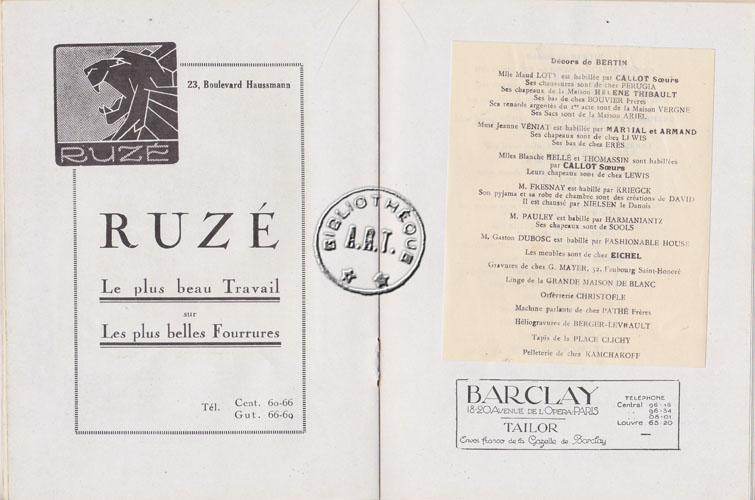 RUZÉ
23, Boulevard Haussmann
RUZÉ
Le plus beau Travail
sur
Les plus belles Fourrures
Tél. Cent. 60-66
Gut. 66-69
BIBLIOTHÈQUE
A.R.T.
Décors de BERTIN
Mlle Maud LOTY est habillée par CALLOT Sœurs
Ses chaussures sont de chez PERUGIA
Ses chapeaux de la Maison HÉLÈNE THIBAULT
Ses bas de chez BOUVIER Frères
Ses renards argentés du 1er acte sont de la Maison VERGNE
Ses Sacs sont de la Maison ARIEL
Mme Jeanne VÉNIAT est habillée par MARTIAL et ARMAND
Ses chapeaux sont de chez LEWIS
Ses bas de chez ERÈS
Mlles Blanche HELLÉ et THOMASSIN sont habillées
par CALLOT Sœurs
Leurs chapeaux sont de chez LEWIS
M. FRESNAY est habillé par KRIEGCK
Son pyjama et sa robe de chambre sont des créations de DAVID
Il est chaussé par NIELSEN le Danois
M. PAULEY est habillé par HARMANIANTZ
Ses chapeaux sont de SOOLS
M. Gaston DUBOSC est habillé par FASHIONABLE HOUSE
Les meubles sont de chez EICHEL
Gravures de chez G. MAYER, 52, Faubourg Saint-Honoré
Linge de la GRANDE MAISON DE BLANC
Orfèvrerie CHRISTOFLE
Machine parlante de chez PATHÉ Frères
Héliogravures de BERGER-LEVRAULT
Tapis de la PLACE CLICHY
Pelleterie de chez KAMCHAKOFF
BARCLAY
18-20 AVENUE DE L'OPERA-PARIS
TAILOR
Envoi franco de la Gazelle de Barclay
TELEPHONE
Central 96-18
,, 96-34
,, 08-01
Louvre 65-20